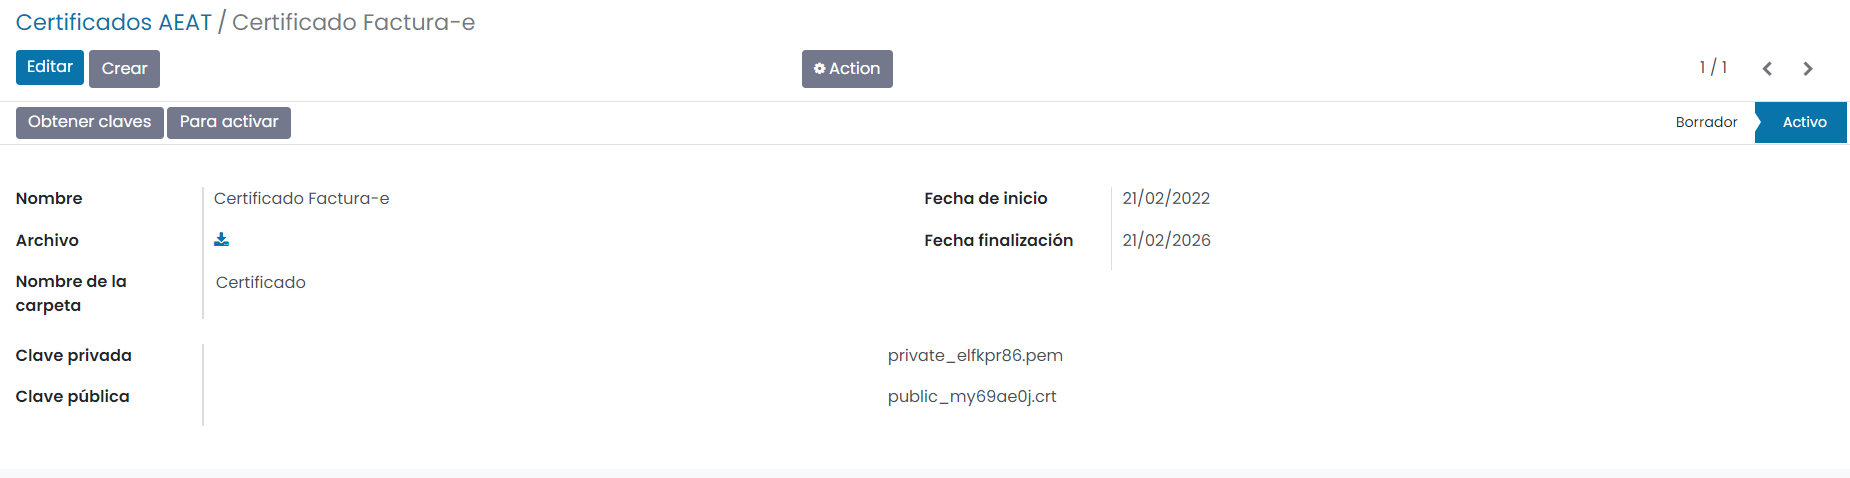 Certificados AEAT / Certificado Factura-e
Editar Crear Action 1 / 1
Obtener claves Para activar Borrador Activo
Nombre Certificado Factura-e Fecha de inicio 21/02/2022
Archivo Fecha finalización 21/02/2026
Nombre de la
carpeta Certificado
Clave privada private_elfkpr86.pem
Clave pública public_my69ae0j.crt